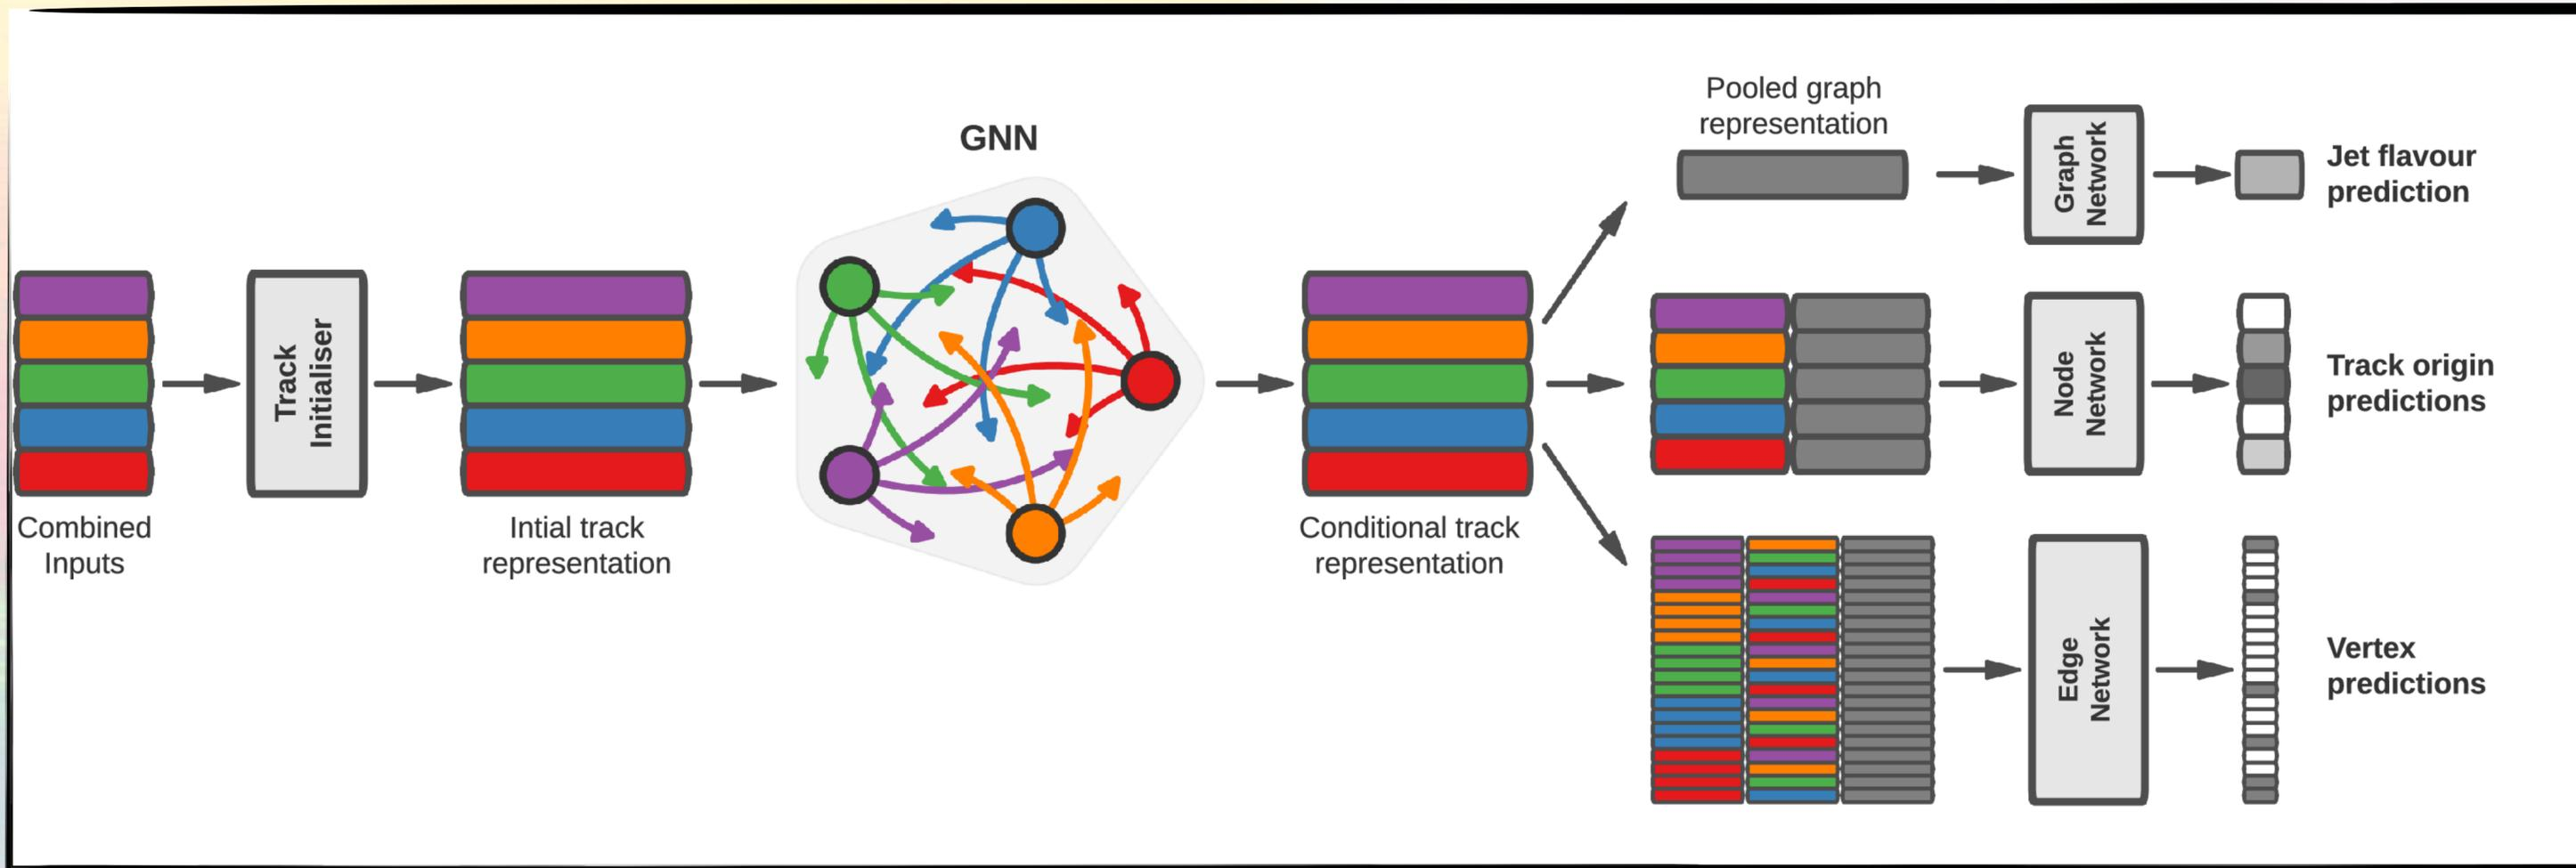 Combined
Inputs
Track
Initialiser
Intial track
representation
GNN
Conditional track
representation
Pooled graph
representation
Graph
Network
Jet flavour
prediction
Node
Network
Track origin
predictions
Edge
Network
Vertex
predictions